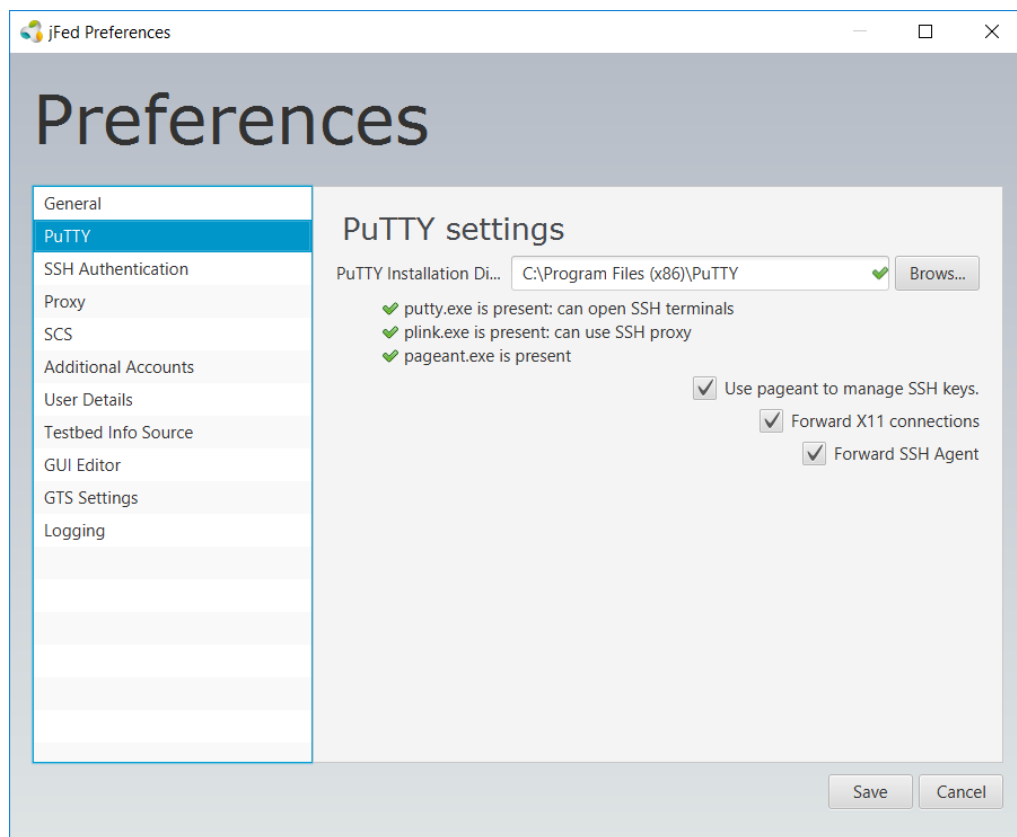 jFed Preferences
Preferences
General
PuTTY
SSH Authentication
Proxy
SCS
Additional Accounts
User Details
Testbed Info Source
GUI Editor
GTS Settings
Logging
PuTTY settings
PuTTY Installation Di... C:\Program Files (x86)\PuTTY Brows...
putty.exe is present: can open SSH terminals
plink.exe is present: can use SSH proxy
pageant.exe is present
Use pageant to manage SSH keys.
Forward X11 connections
Forward SSH Agent
Save Cancel